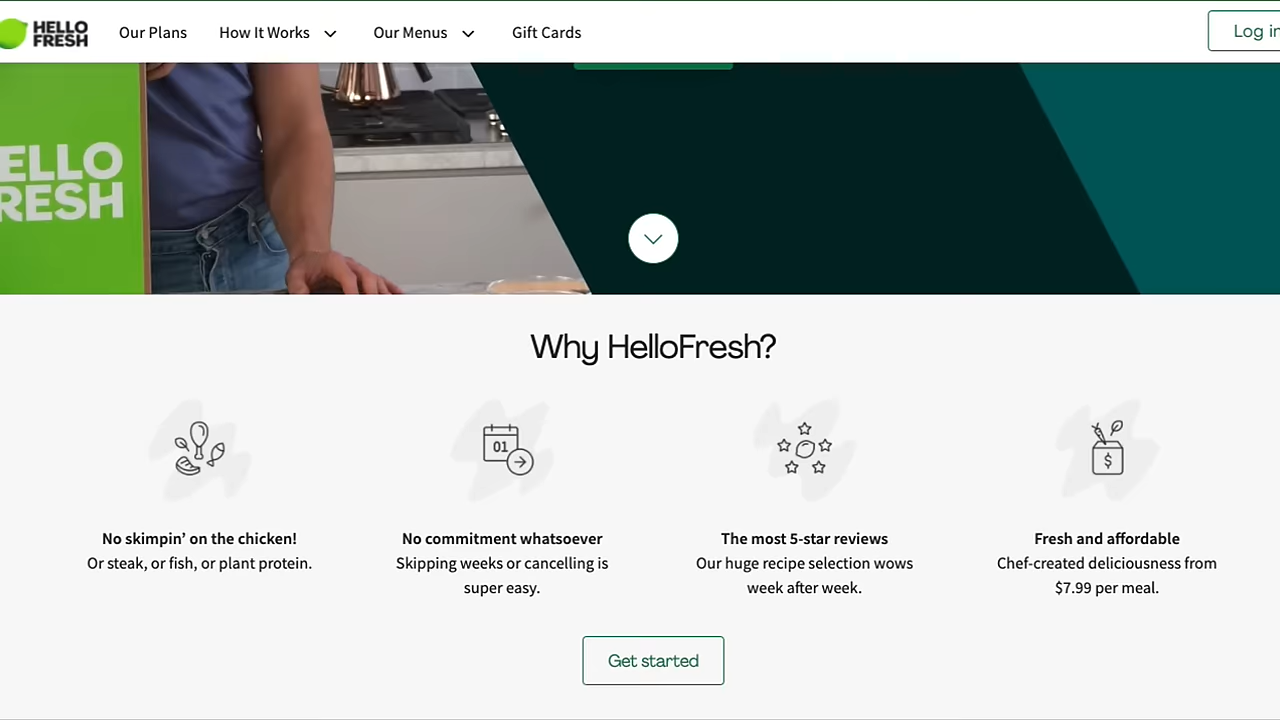 HELLO
FRESH
Our Plans
How It Works
Our Menus
Gift Cards
Log in
ELLO
RESH
Why HelloFresh?
01
$
No skimpin’ on the chicken!
Or steak, or fish, or plant protein.
No commitment whatsoever
Skipping weeks or cancelling is
super easy.
The most 5-star reviews
Our huge recipe selection wows
week after week.
Fresh and affordable
Chef-created deliciousness from
$7.99 per meal.
Get started